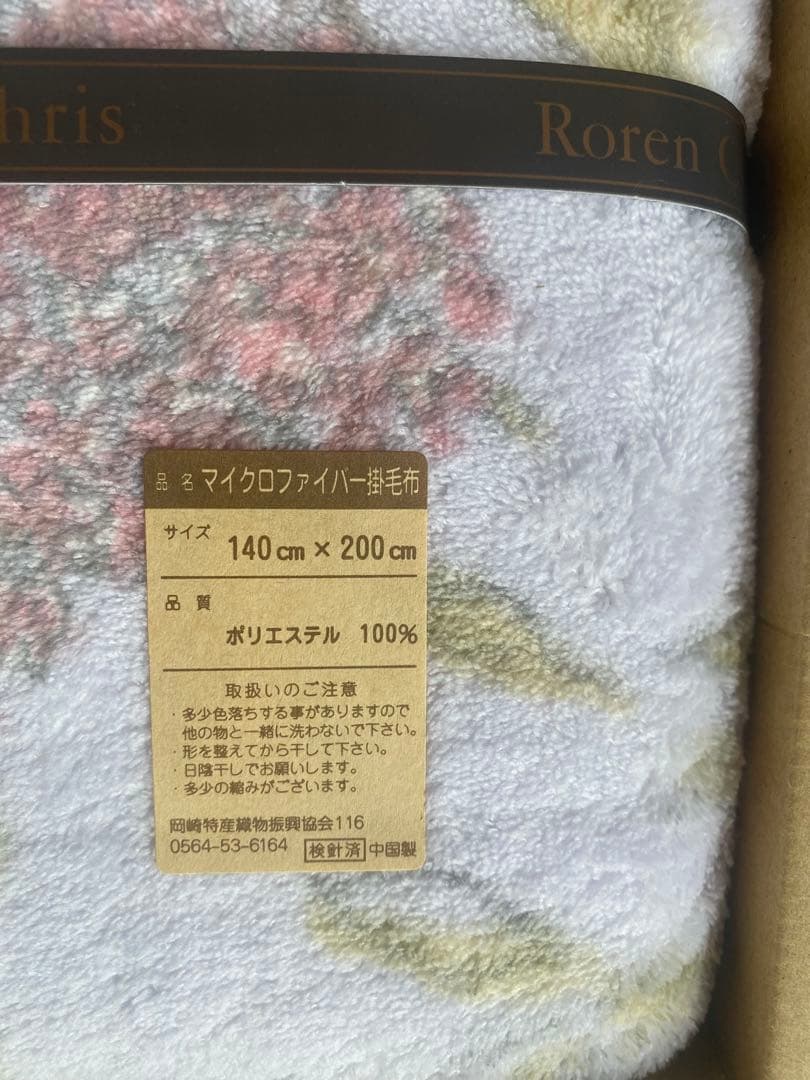 hris
Roren C
品名 マイクロファイバー掛毛布
サイズ
140cm × 200cm
品質
ポリエステル 100%
取扱いのご注意
・多少色落ちする事がありますので
他の物と一緒に洗わないで下さい。
・形を整えてから干して下さい。
・日陰干しでお願いします。
・多少の縮みがございます。
岡崎特産織物振興協会116
0564-53-6164 検針済 中国製